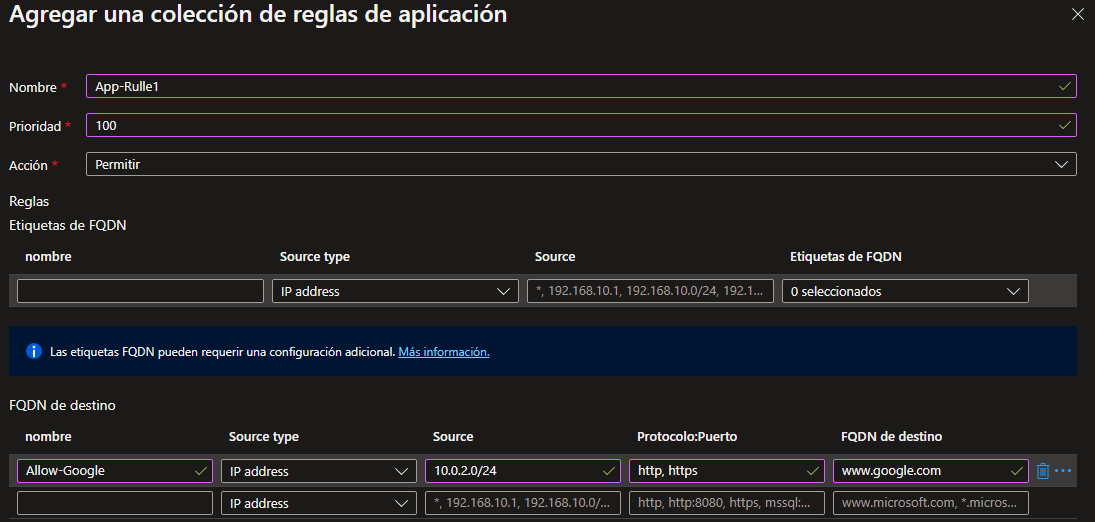 Agregar una colección de reglas de aplicación
Nombre * App-Rulle1
Prioridad * 100
Acción * Permitir
Reglas
Etiquetas de FQDN
nombre Source type Source Etiquetas de FQDN
IP address *, 192.168.10.1, 192.168.10.0/24, 192.1... 0 seleccionados
Las etiquetas FQDN pueden requerir una configuración adicional. Más información.
FQDN de destino
nombre Source type Source Protocolo:Puerto FQDN de destino
Allow-Google IP address 10.0.2.0/24 http, https www.google.com
IP address *, 192.168.10.1, 192.168.10.0/... http, http:8080, https, mssql:... www.microsoft.com, *.micros...